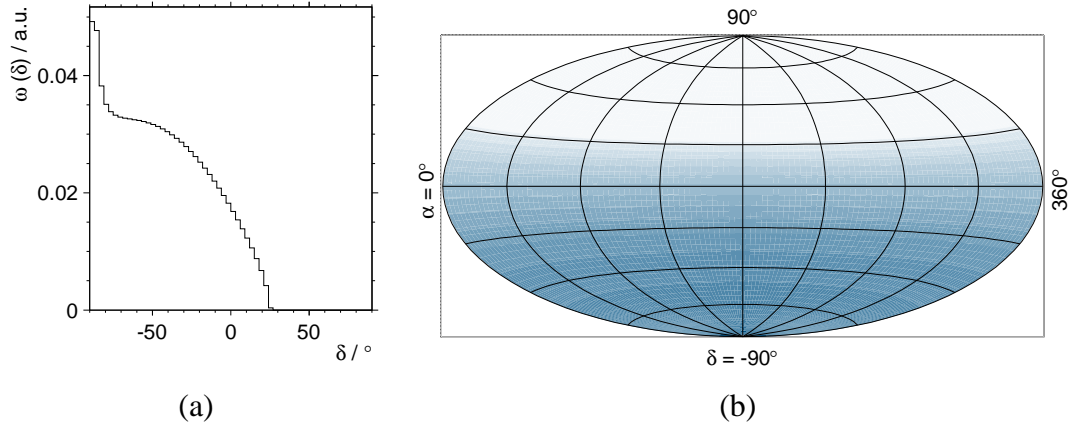 ω (δ) / a.u.
0.04
0.02
0
-50
0
50
δ / °
(a)
90°
α = 0°
360°
δ = -90°
(b)